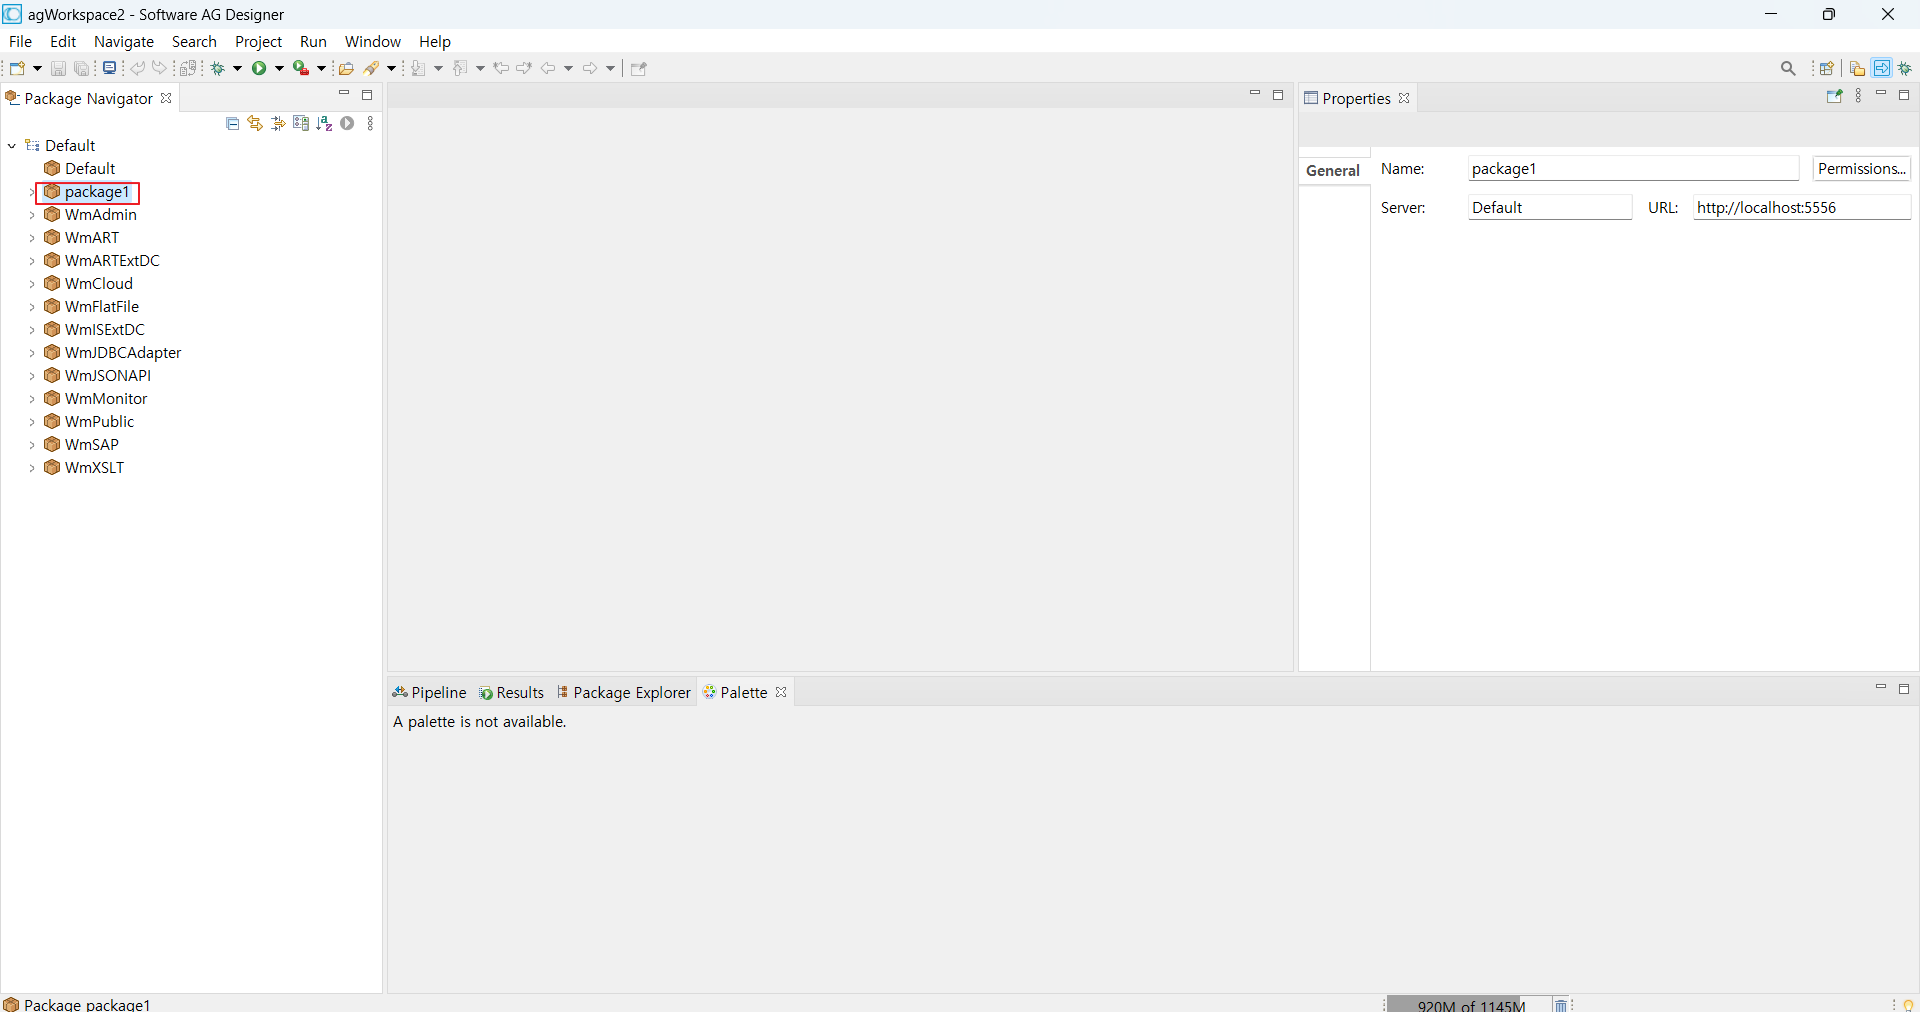 agWorkspace2 - Software AG Designer
File Edit Navigate Search Project Run Window Help
Package Navigator
Default
Default
package1
WmAdmin
WmART
WmARTExtDC
WmCloud
WmFlatFile
WmISExtDC
WmJDBCAdapter
WmJSONAPI
WmMonitor
WmPublic
WmSAP
WmXSLT
Properties
General
Name: package1 Permissions...
Server: Default URL: http://localhost:5556
Pipeline Results Package Explorer Palette
A palette is not available.
Package package1
920M of 1145M